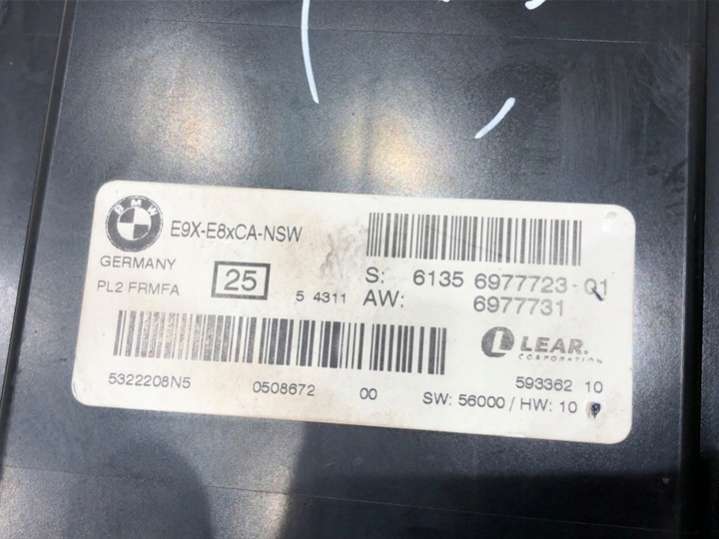 BMW
E9X-E8xCA-NSW
GERMANY
PL2 FRMFA
25
5 4311
S: 6135 6977723-01
AW: 6977731
LEAR.
CORPORATION
5322208N5
0508672
00
593362 10
SW: 56000 / HW: 10